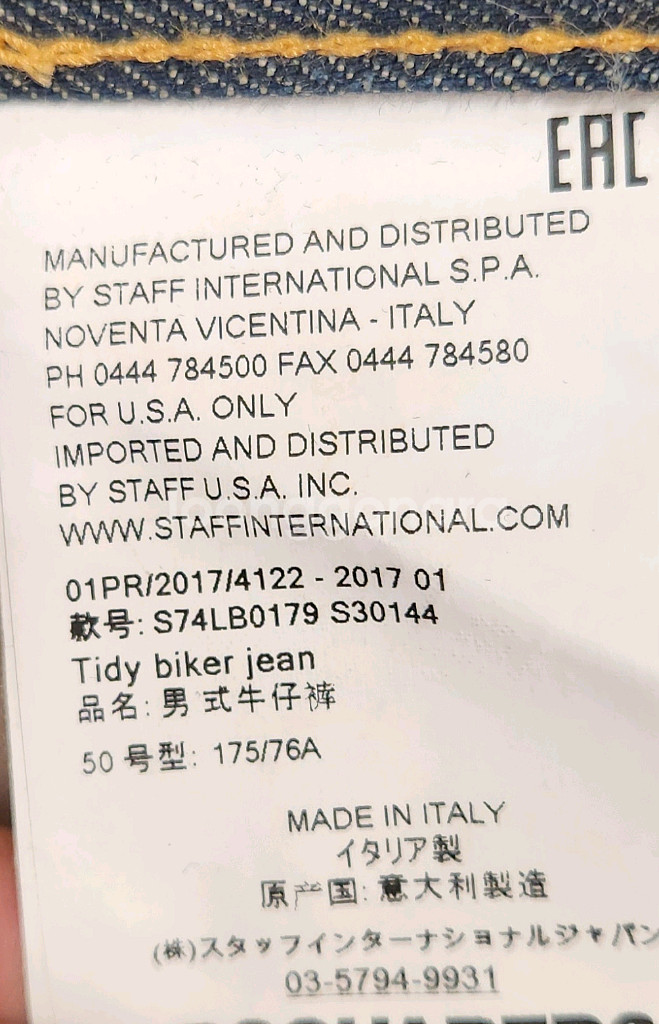 EAC
MANUFACTURED AND DISTRIBUTED
BY STAFF INTERNATIONAL S.P.A.
NOVENTA VICENTINA - ITALY
PH 0444 784500 FAX 0444 784580
FOR U.S.A. ONLY
IMPORTED AND DISTRIBUTED
BY STAFF U.S.A. INC.
WWW.STAFFINTERNATIONAL.COM
01PR/2017/4122 - 2017 01
款号: S74LB0179 S30144
Tidy biker jean
品名: 男式牛仔裤
50 号型: 175/76A
MADE IN ITALY
イタリア製
原产国: 意大利製造
(株)スタッフインターナショナルジャパン
03-5794-9931